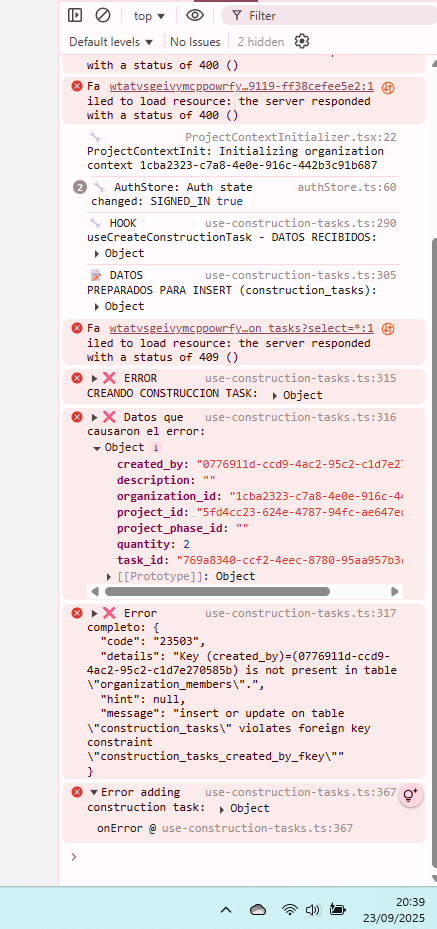 top
Filter
Default levels
No Issues
2 hidden
with a status of 400 ()
Fa wtatvsgeivymcppowrfy…9119-ff38cefee5e2:1
iled to load resource: the server responded
with a status of 400 ()
ProjectContextInitializer.tsx:22
ProjectContextInit: Initializing organization
context 1cba2323-c7a8-4e0e-916c-442b3c91b687
2 AuthStore: Auth state authStore.ts:60
changed: SIGNED_IN true
HOOK use-construction-tasks.ts:290
useCreateConstructionTask - DATOS RECIBIDOS:
Object
DATOS use-construction-tasks.ts:305
PREPARADOS PARA INSERT (construction_tasks):
Object
Fa wtatvsgeivymcppowrfy…on_tasks?select=*:1
iled to load resource: the server responded
with a status of 409 ()
ERROR use-construction-tasks.ts:315
CREANDO CONSTRUCCION TASK: Object
Datos que use-construction-tasks.ts:316
causaron el error:
Object i
created_by: "0776911d-ccd9-4ac2-95c2-c1d7e27
description: ""
organization_id: "1cba2323-c7a8-4e0e-916c-44
project_id: "5fd4cc23-624e-4787-94fc-ae647ed
project_phase_id: ""
quantity: 2
task_id: "769a8340-ccf2-4eec-8780-95aa957b3c
[[Prototype]]: Object
Error use-construction-tasks.ts:317
completo: {
"code": "23503",
"details": "Key (created_by)=(0776911d-ccd9-
4ac2-95c2-c1d7e270585b) is not present in table
\"organization_members\".",
"hint": null,
"message": "insert or update on table
\"construction_tasks\" violates foreign key
constraint
\"construction_tasks_created_by_fkey\""
}
Error adding use-construction-tasks.ts:367
construction task: Object
onError @ use-construction-tasks.ts:367
20:39
23/09/2025